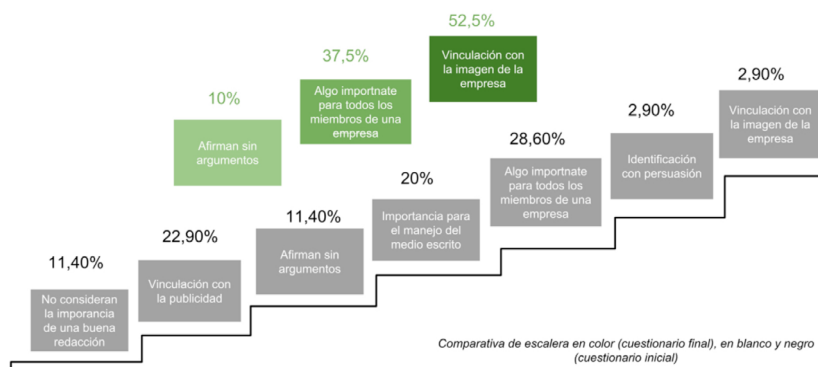 52,5%
Vinculación con
la imagen de la
empresa
37,5%
Algo importnate
para todos los
miembros de una
empresa
10%
Afirman sin
argumentos
2,90%
Vinculación con
la imagen de la
empresa
2,90%
Identificación
con persuasión
28,60%
Algo importnate
para todos los
miembros de una
empresa
20%
Importancia para
el manejo del
medio escrito
11,40%
Afirman sin
argumentos
22,90%
Vinculación con
la publicidad
11,40%
No consideran
la imporancia
de una buena
redacción
Comparativa de escalera en color (cuestionario final), en blanco y negro
(cuestionario inicial)